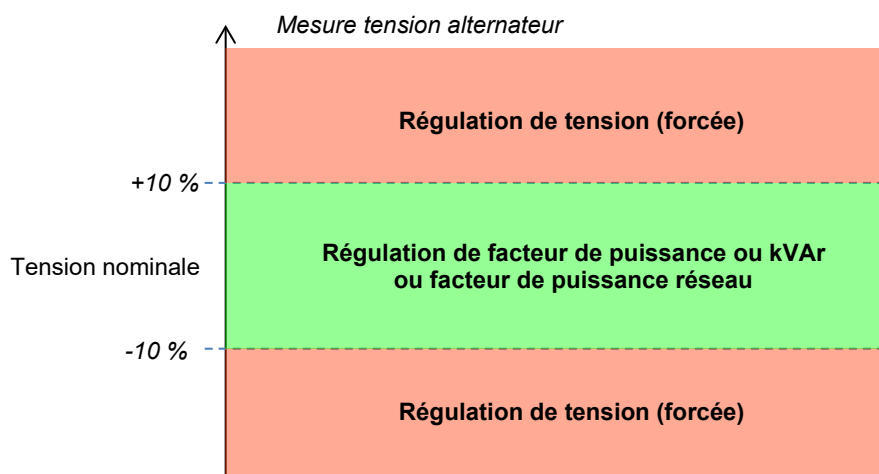 Mesure tension alternateur
Régulation de tension (forcée)
+10 %
Régulation de facteur de puissance ou kVAr
ou facteur de puissance réseau
Tension nominale
-10 %
Régulation de tension (forcée)